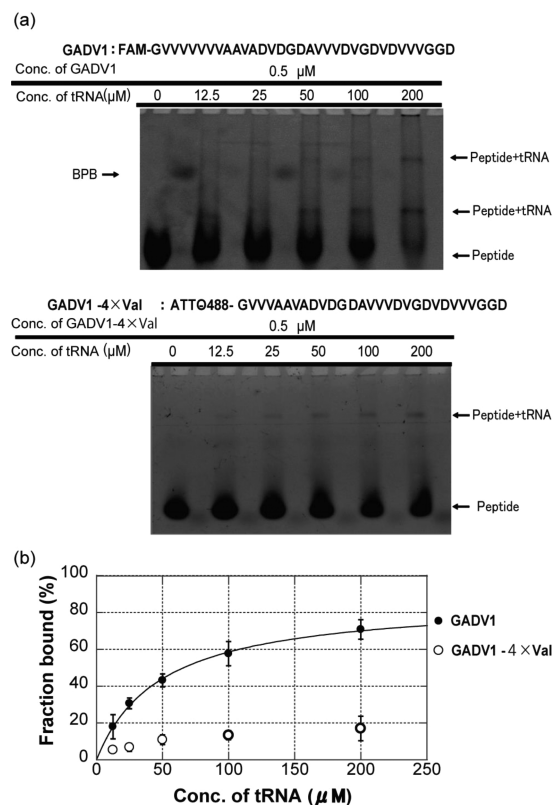 (a)
GADV1 : FAM-GVVVVVVVAAVADVDGDAVVVDVGDVDVVVGGD
Conc. of GADV1 0.5 μM
Conc. of tRNA(μM) 0 12.5 25 50 100 200
BPB
Peptide+tRNA
Peptide+tRNA
Peptide
GADV1 -4×Val : ATTO488- GVVVAAVADVDGDAVVVDVGDVDVVVGGD
Conc. of GADV1-4×Val 0.5 μM
Conc. of tRNA (μM) 0 12.5 25 50 100 200
Peptide+tRNA
Peptide
(b)
Fraction bound (%)
100
80
60
40
20
0
0 50 100 150 200 250
Conc. of tRNA (μM)
GADV1
GADV1 - 4×Val